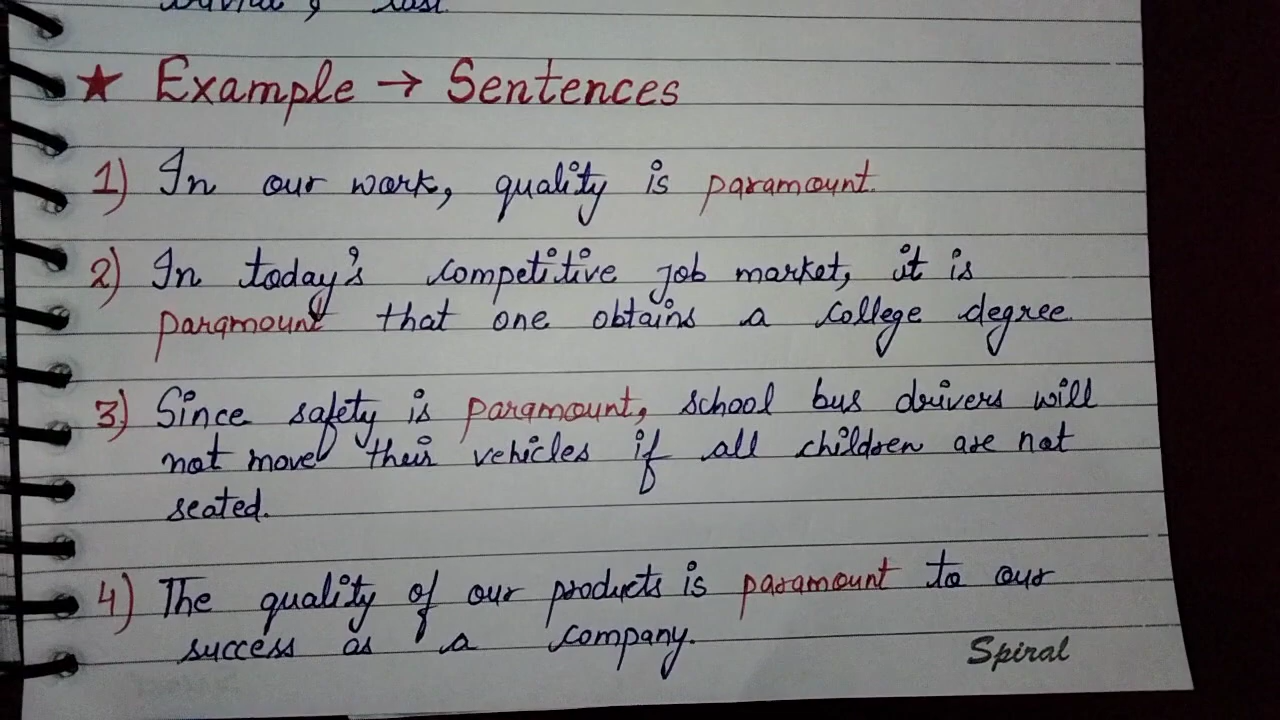 ★ Example → Sentences
1) In our work, quality is paramount.
2) In today's competitive job market, it is
paramount that one obtains a college degree.
3) Since safety is paramount, school bus drivers will
not move their vehicles if all children are not
seated.
4) The quality of our products is paramount to our
success as a company.
Spiral